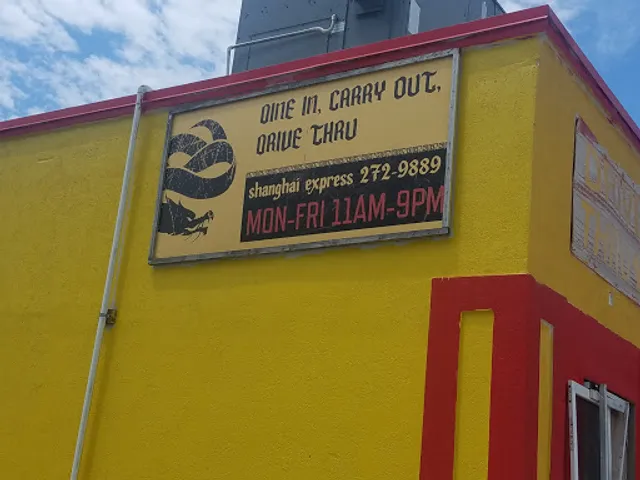 DINE IN, CARRY OUT,
DRIVE THRU
shanghai express 272-9889
MON-FRI 11AM-9PM